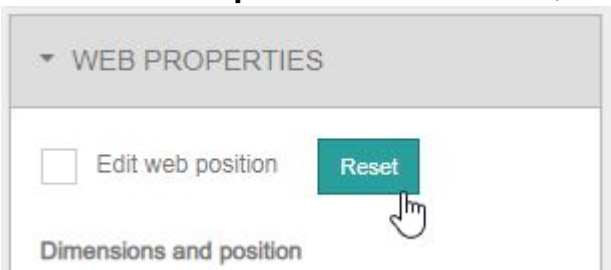 WEB PROPERTIES
Edit web position Reset
Dimensions and position